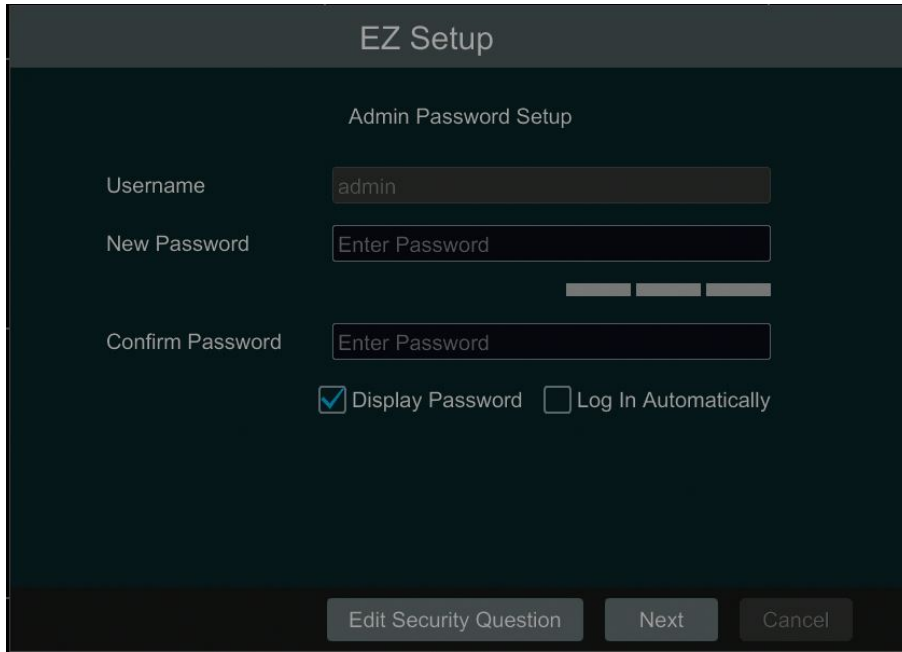 EZ Setup
Admin Password Setup
Username admin
New Password Enter Password
Confirm Password Enter Password
Display Password Log In Automatically
Edit Security Question Next Cancel